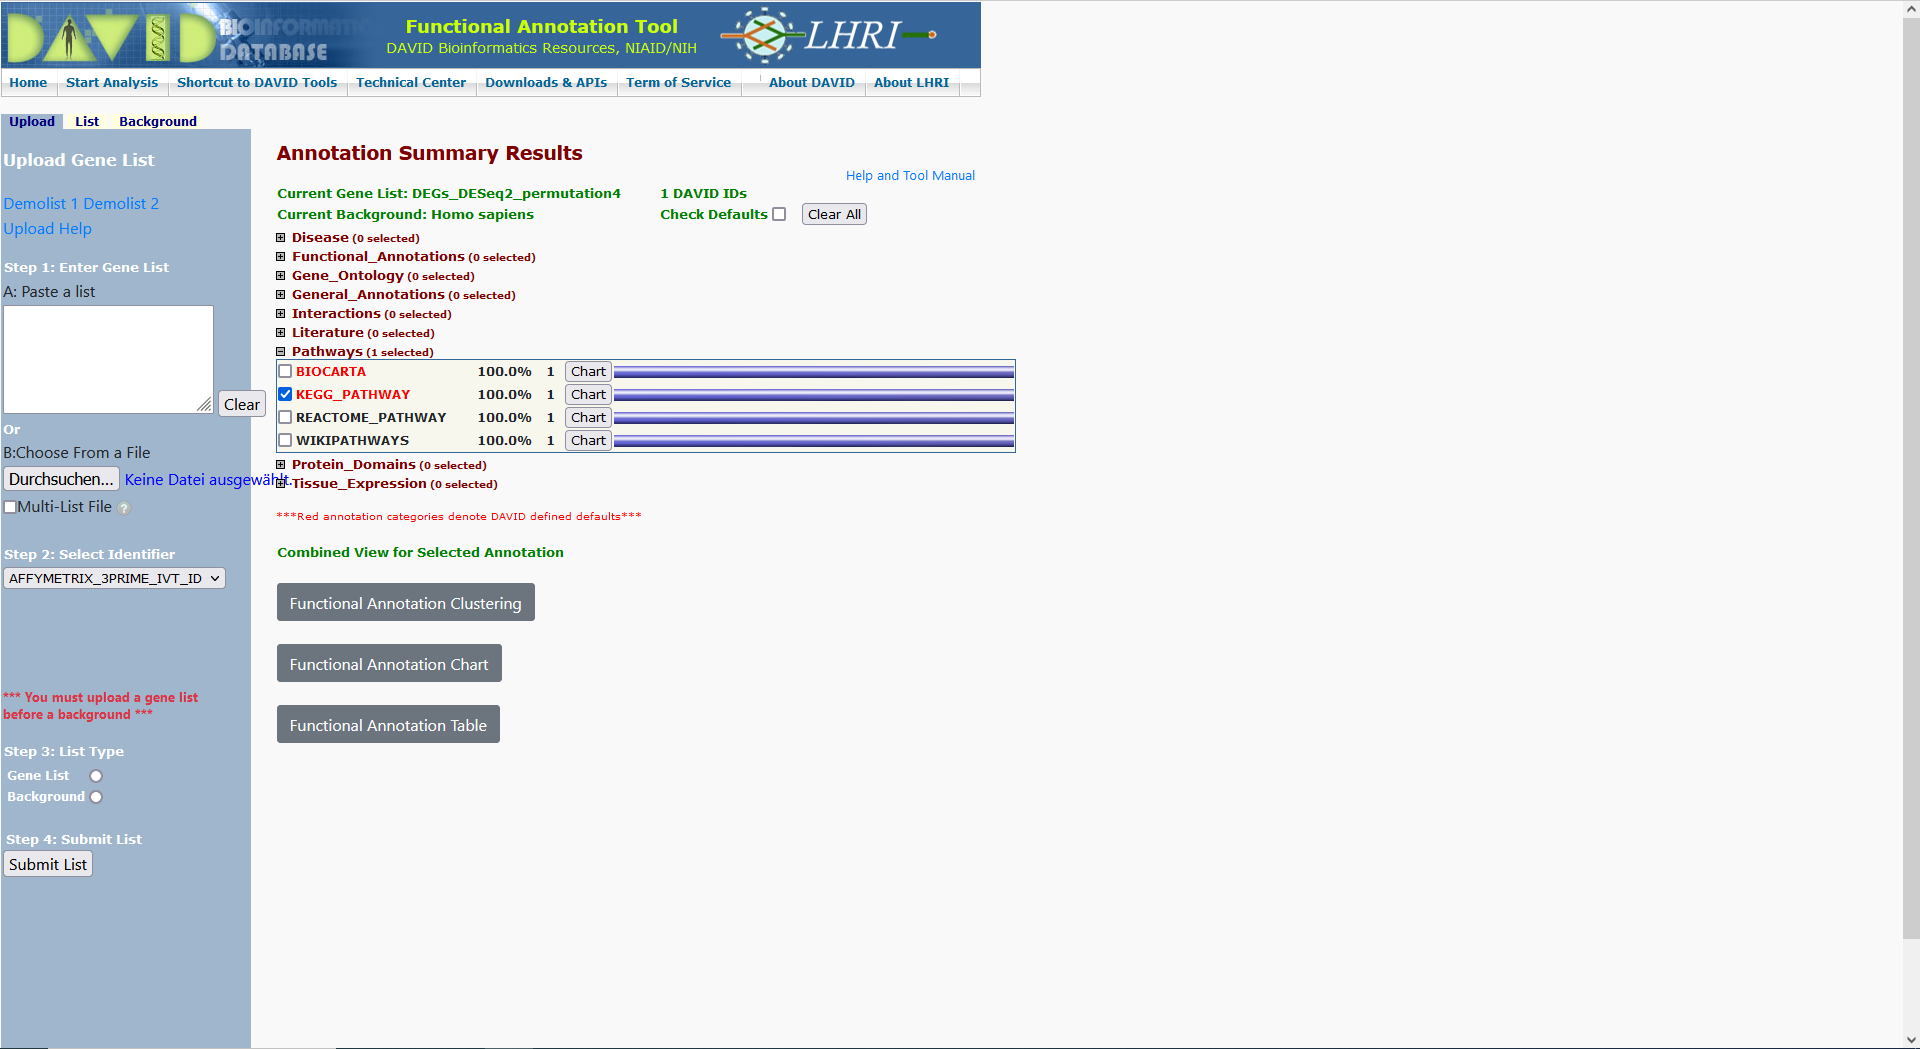 DAVID BIOINFORMATICS
DATABASE
Functional Annotation Tool
DAVID Bioinformatics Resources, NIAID/NIH
LHRI
Home Start Analysis Shortcut to DAVID Tools Technical Center Downloads & APIs Term of Service About DAVID About LHRI
Upload List Background
Upload Gene List
Demolist 1 Demolist 2
Upload Help
Step 1: Enter Gene List
A: Paste a list
Clear
Or
B:Choose From a File
Durchsuchen... Keine Datei ausgewählt.
Multi-List File ?
Step 2: Select Identifier
AFFYMETRIX_3PRIME_IVT_ID
*** You must upload a gene list
before a background ***
Step 3: List Type
Gene List
Background
Step 4: Submit List
Submit List
Annotation Summary Results
Help and Tool Manual
Current Gene List: DEGs_DESeq2_permutation4 1 DAVID IDs
Current Background: Homo sapiens Check Defaults Clear All
Disease (0 selected)
Functional_Annotations (0 selected)
Gene_Ontology (0 selected)
General_Annotations (0 selected)
Interactions (0 selected)
Literature (0 selected)
Pathways (1 selected)
BIOCARTA 100.0% 1 Chart
KEGG_PATHWAY 100.0% 1 Chart
REACTOME_PATHWAY 100.0% 1 Chart
WIKIPATHWAYS 100.0% 1 Chart
Protein_Domains (0 selected)
Tissue_Expression (0 selected)
***Red annotation categories denote DAVID defined defaults***
Combined View for Selected Annotation
Functional Annotation Clustering
Functional Annotation Chart
Functional Annotation Table